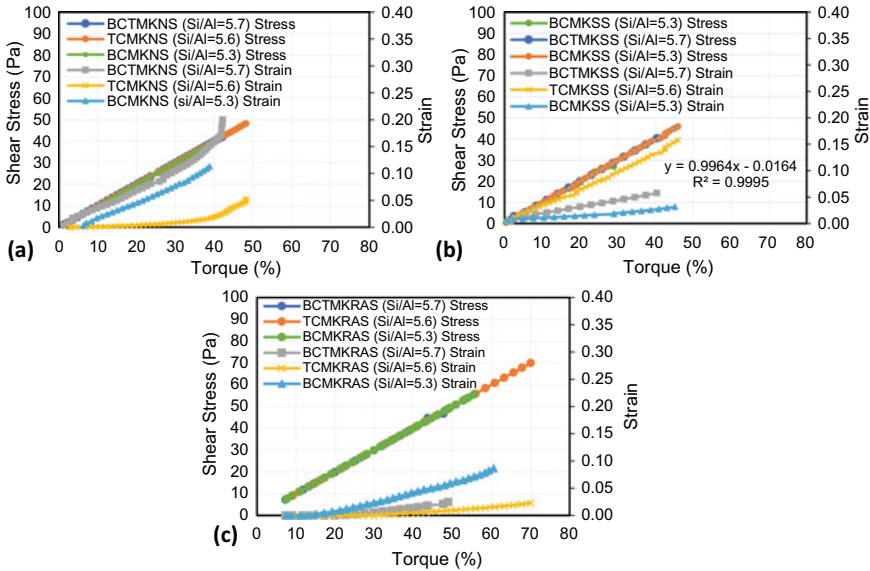 BCTMKNS (Si/Al=5.7) Stress
TCMKNS (Si/Al=5.6) Stress
BCMKNS (Si/Al=5.3) Stress
BCTMKNS (Si/Al=5.7) Strain
TCMKNS (Si/Al=5.6) Strain
BCMKNS (si/Al=5.3) Strain
Shear Stress (Pa)
100
90
80
70
60
50
40
30
20
10
0
0 10 20 30 40 50 60 70 80
0.40
0.35
0.30
0.25
0.20
0.15
0.10
0.05
0.00
Strain
Torque (%)
(a)
BCMKSS (Si/Al=5.3) Stress
BCTMKSS (Si/Al=5.7) Stress
BCMKSS (Si/Al=5.3) Stress
BCTMKSS (Si/Al=5.7) Strain
TCMKSS (Si/Al=5.6) Strain
BCMKSS (Si/Al=5.3) Strain
y = 0.9964x - 0.0164
R² = 0.9995
Shear Stress (Pa)
100
90
80
70
60
50
40
30
20
10
0
0 10 20 30 40 50 60 70 80
0.40
0.35
0.30
0.25
0.20
0.15
0.10
0.05
0.00
Strain
Torque (%)
(b)
BCTMKRAS (Si/Al=5.7) Stress
TCMKRAS (Si/Al=5.6) Stress
BCMKRAS (Si/Al=5.3) Stress
BCTMKRAS (Si/Al=5.7) Strain
TCMKRAS (Si/Al=5.6) Strain
BCMKRAS (Si/Al=5.3) Strain
Shear Stress (Pa)
100
90
80
70
60
50
40
30
20
10
0
0 10 20 30 40 50 60 70 80
0.40
0.35
0.30
0.25
0.20
0.15
0.10
0.05
0.00
Strain
Torque (%)
(c)